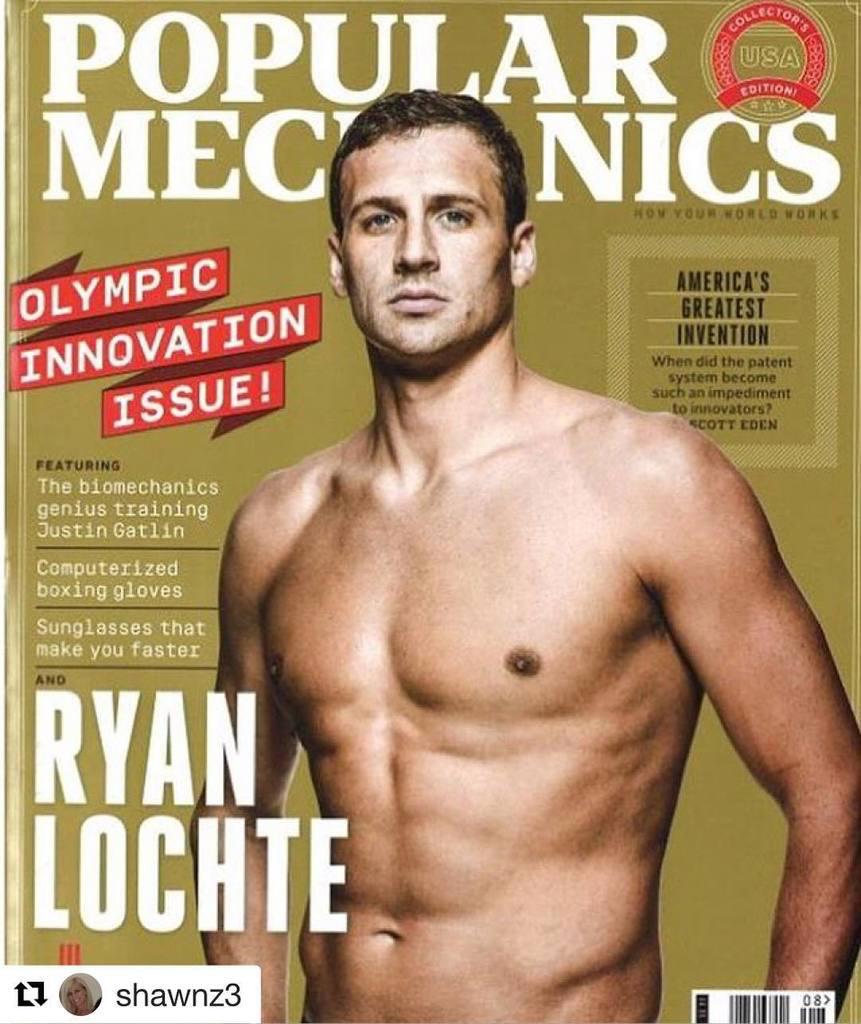 POPULAR
MECHANICS
HOW YOUR WORLD WORKS
COLLECTOR'S
USA
EDITION!
OLYMPIC
INNOVATION
ISSUE!
AMERICA'S
GREATEST
INVENTION
When did the patent
system become
such an impediment
to innovators?
SCOTT EDEN
FEATURING
The biomechanics
genius training
Justin Gatlin
Computerized
boxing gloves
Sunglasses that
make you faster
AND
RYAN
LOCHTE
shawnz3
08>